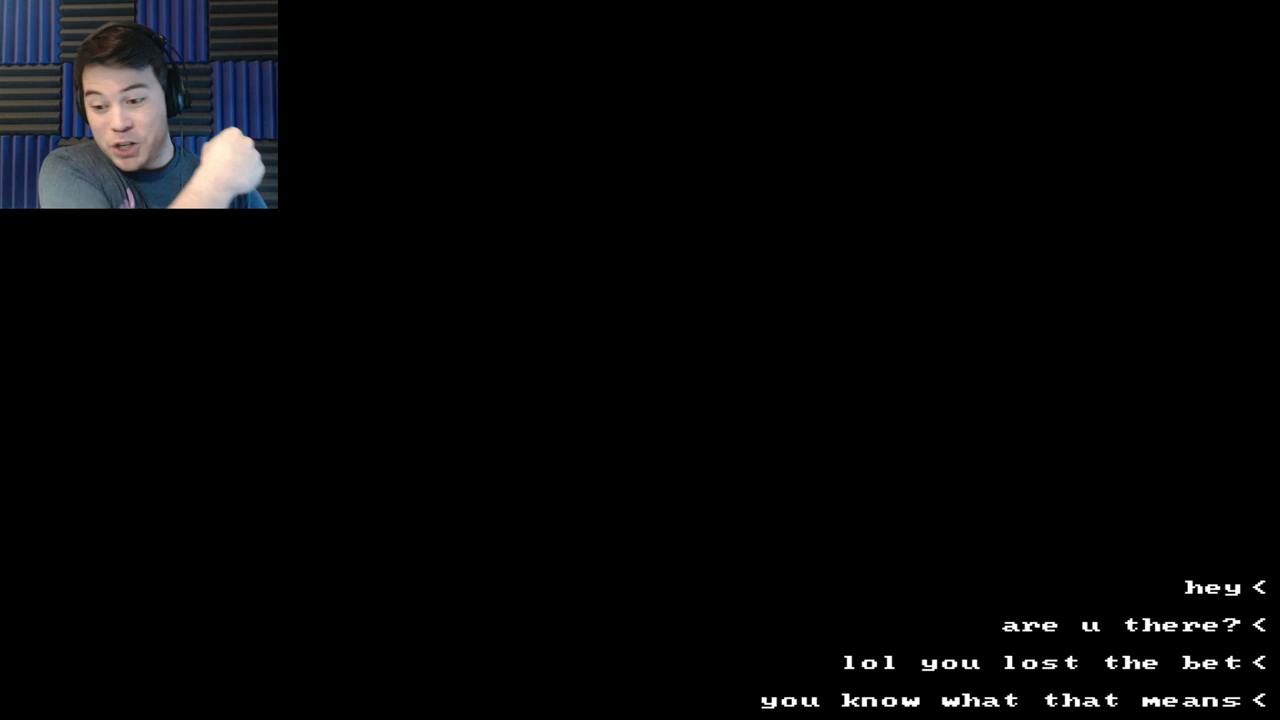 hey <
are u there? <
lol you lost the bet <
you know what that means <